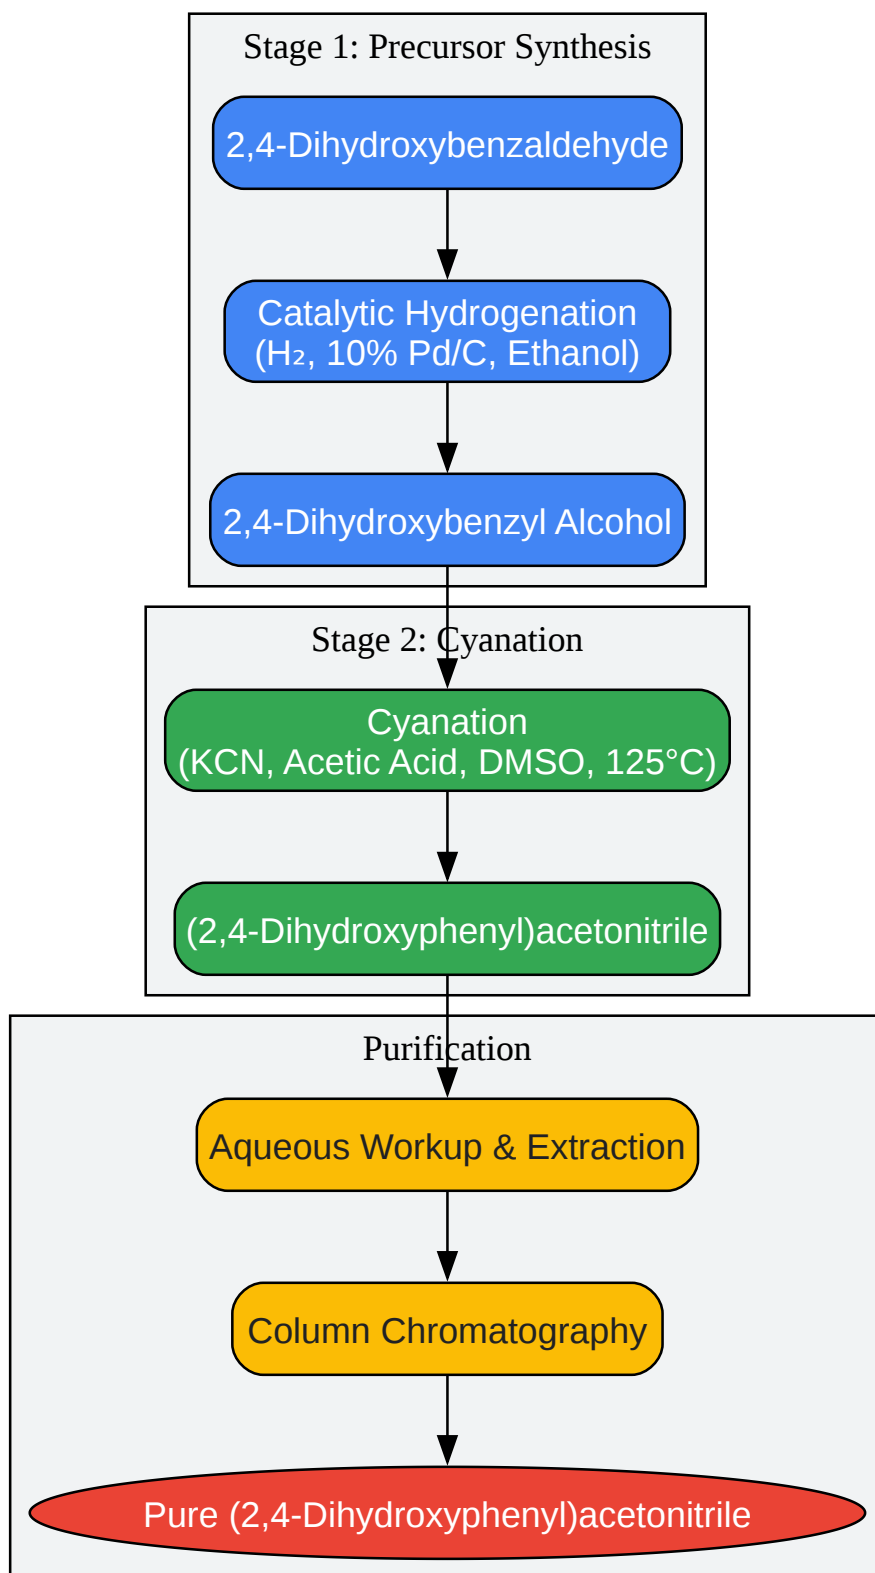 Stage 1: Precursor Synthesis
2,4-Dihydroxybenzaldehyde
Catalytic Hydrogenation
(H₂, 10% Pd/C, Ethanol)
2,4-Dihydroxybenzyl Alcohol
Stage 2: Cyanation
Cyanation
(KCN, Acetic Acid, DMSO, 125°C)
(2,4-Dihydroxyphenyl)acetonitrile
Purification
Aqueous Workup & Extraction
Column Chromatography
Pure (2,4-Dihydroxyphenyl)acetonitrile